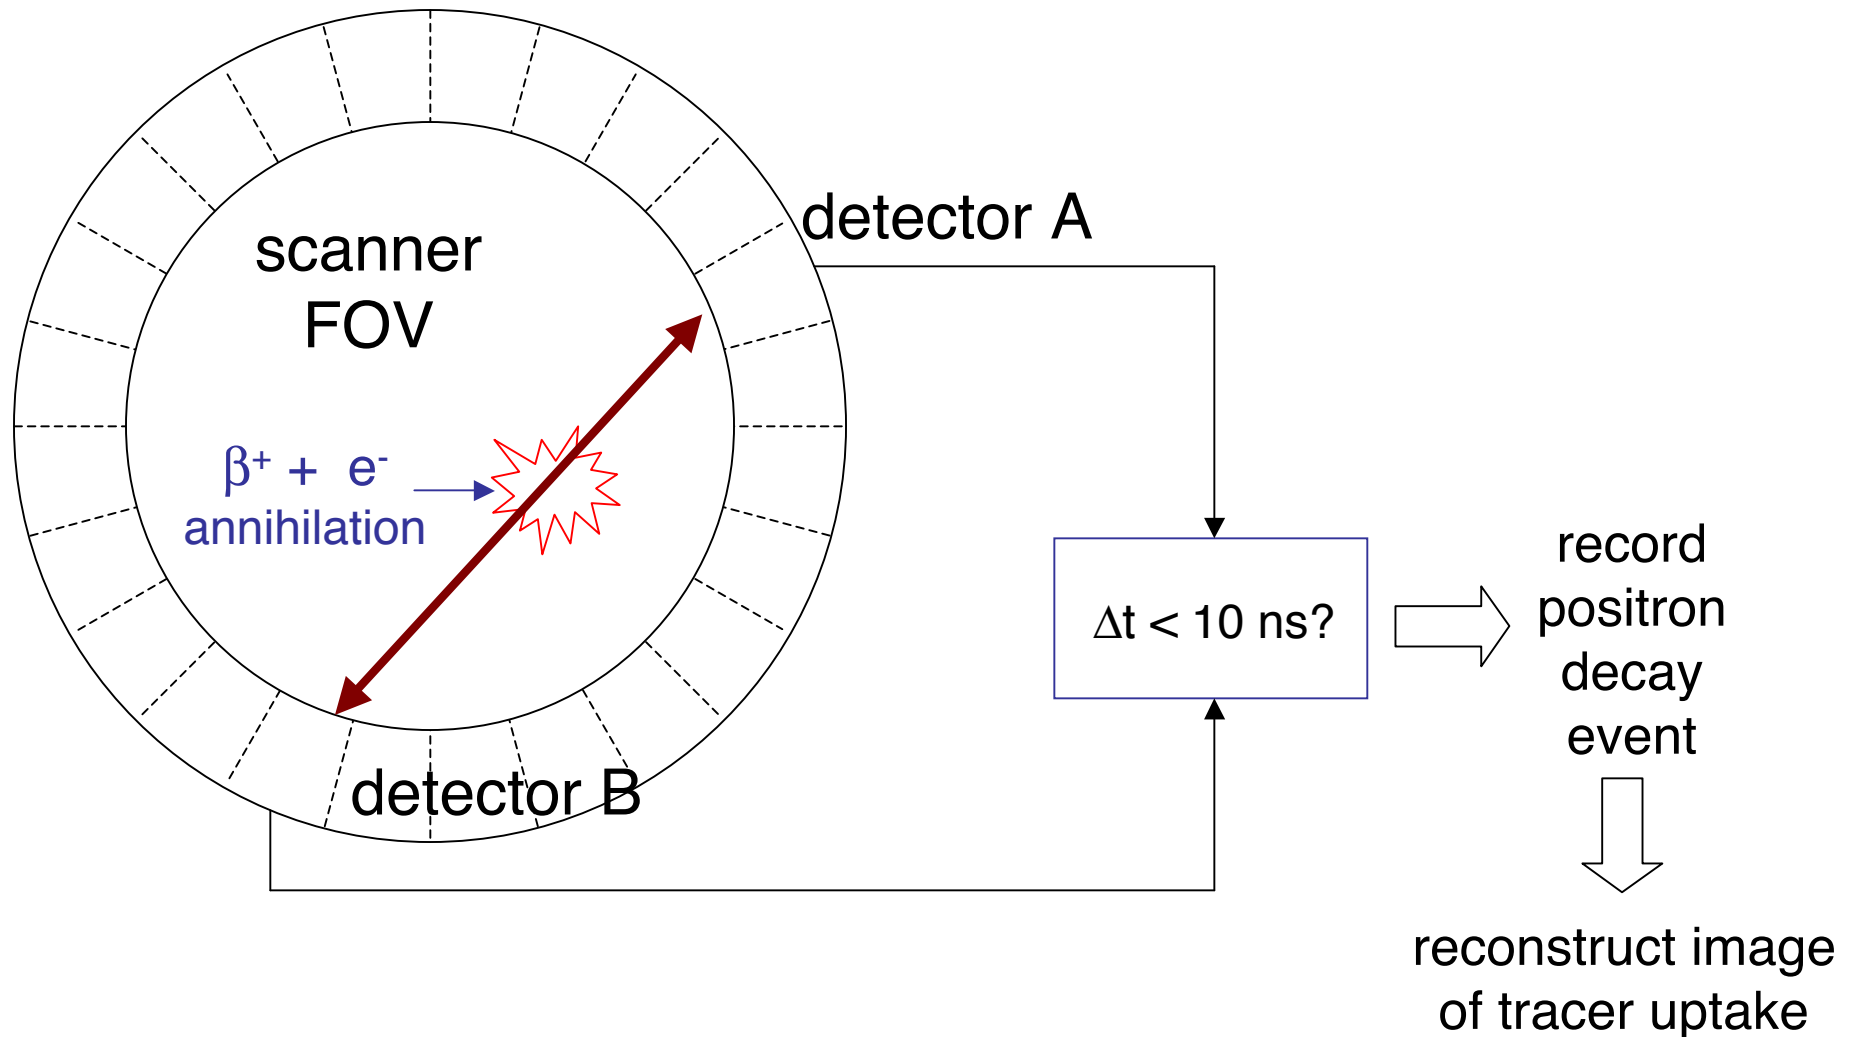 scanner
FOV
detector A
β⁺ + e⁻
annihilation
detector B
Δt < 10 ns?
record
positron
decay
event
reconstruct image
of tracer uptake